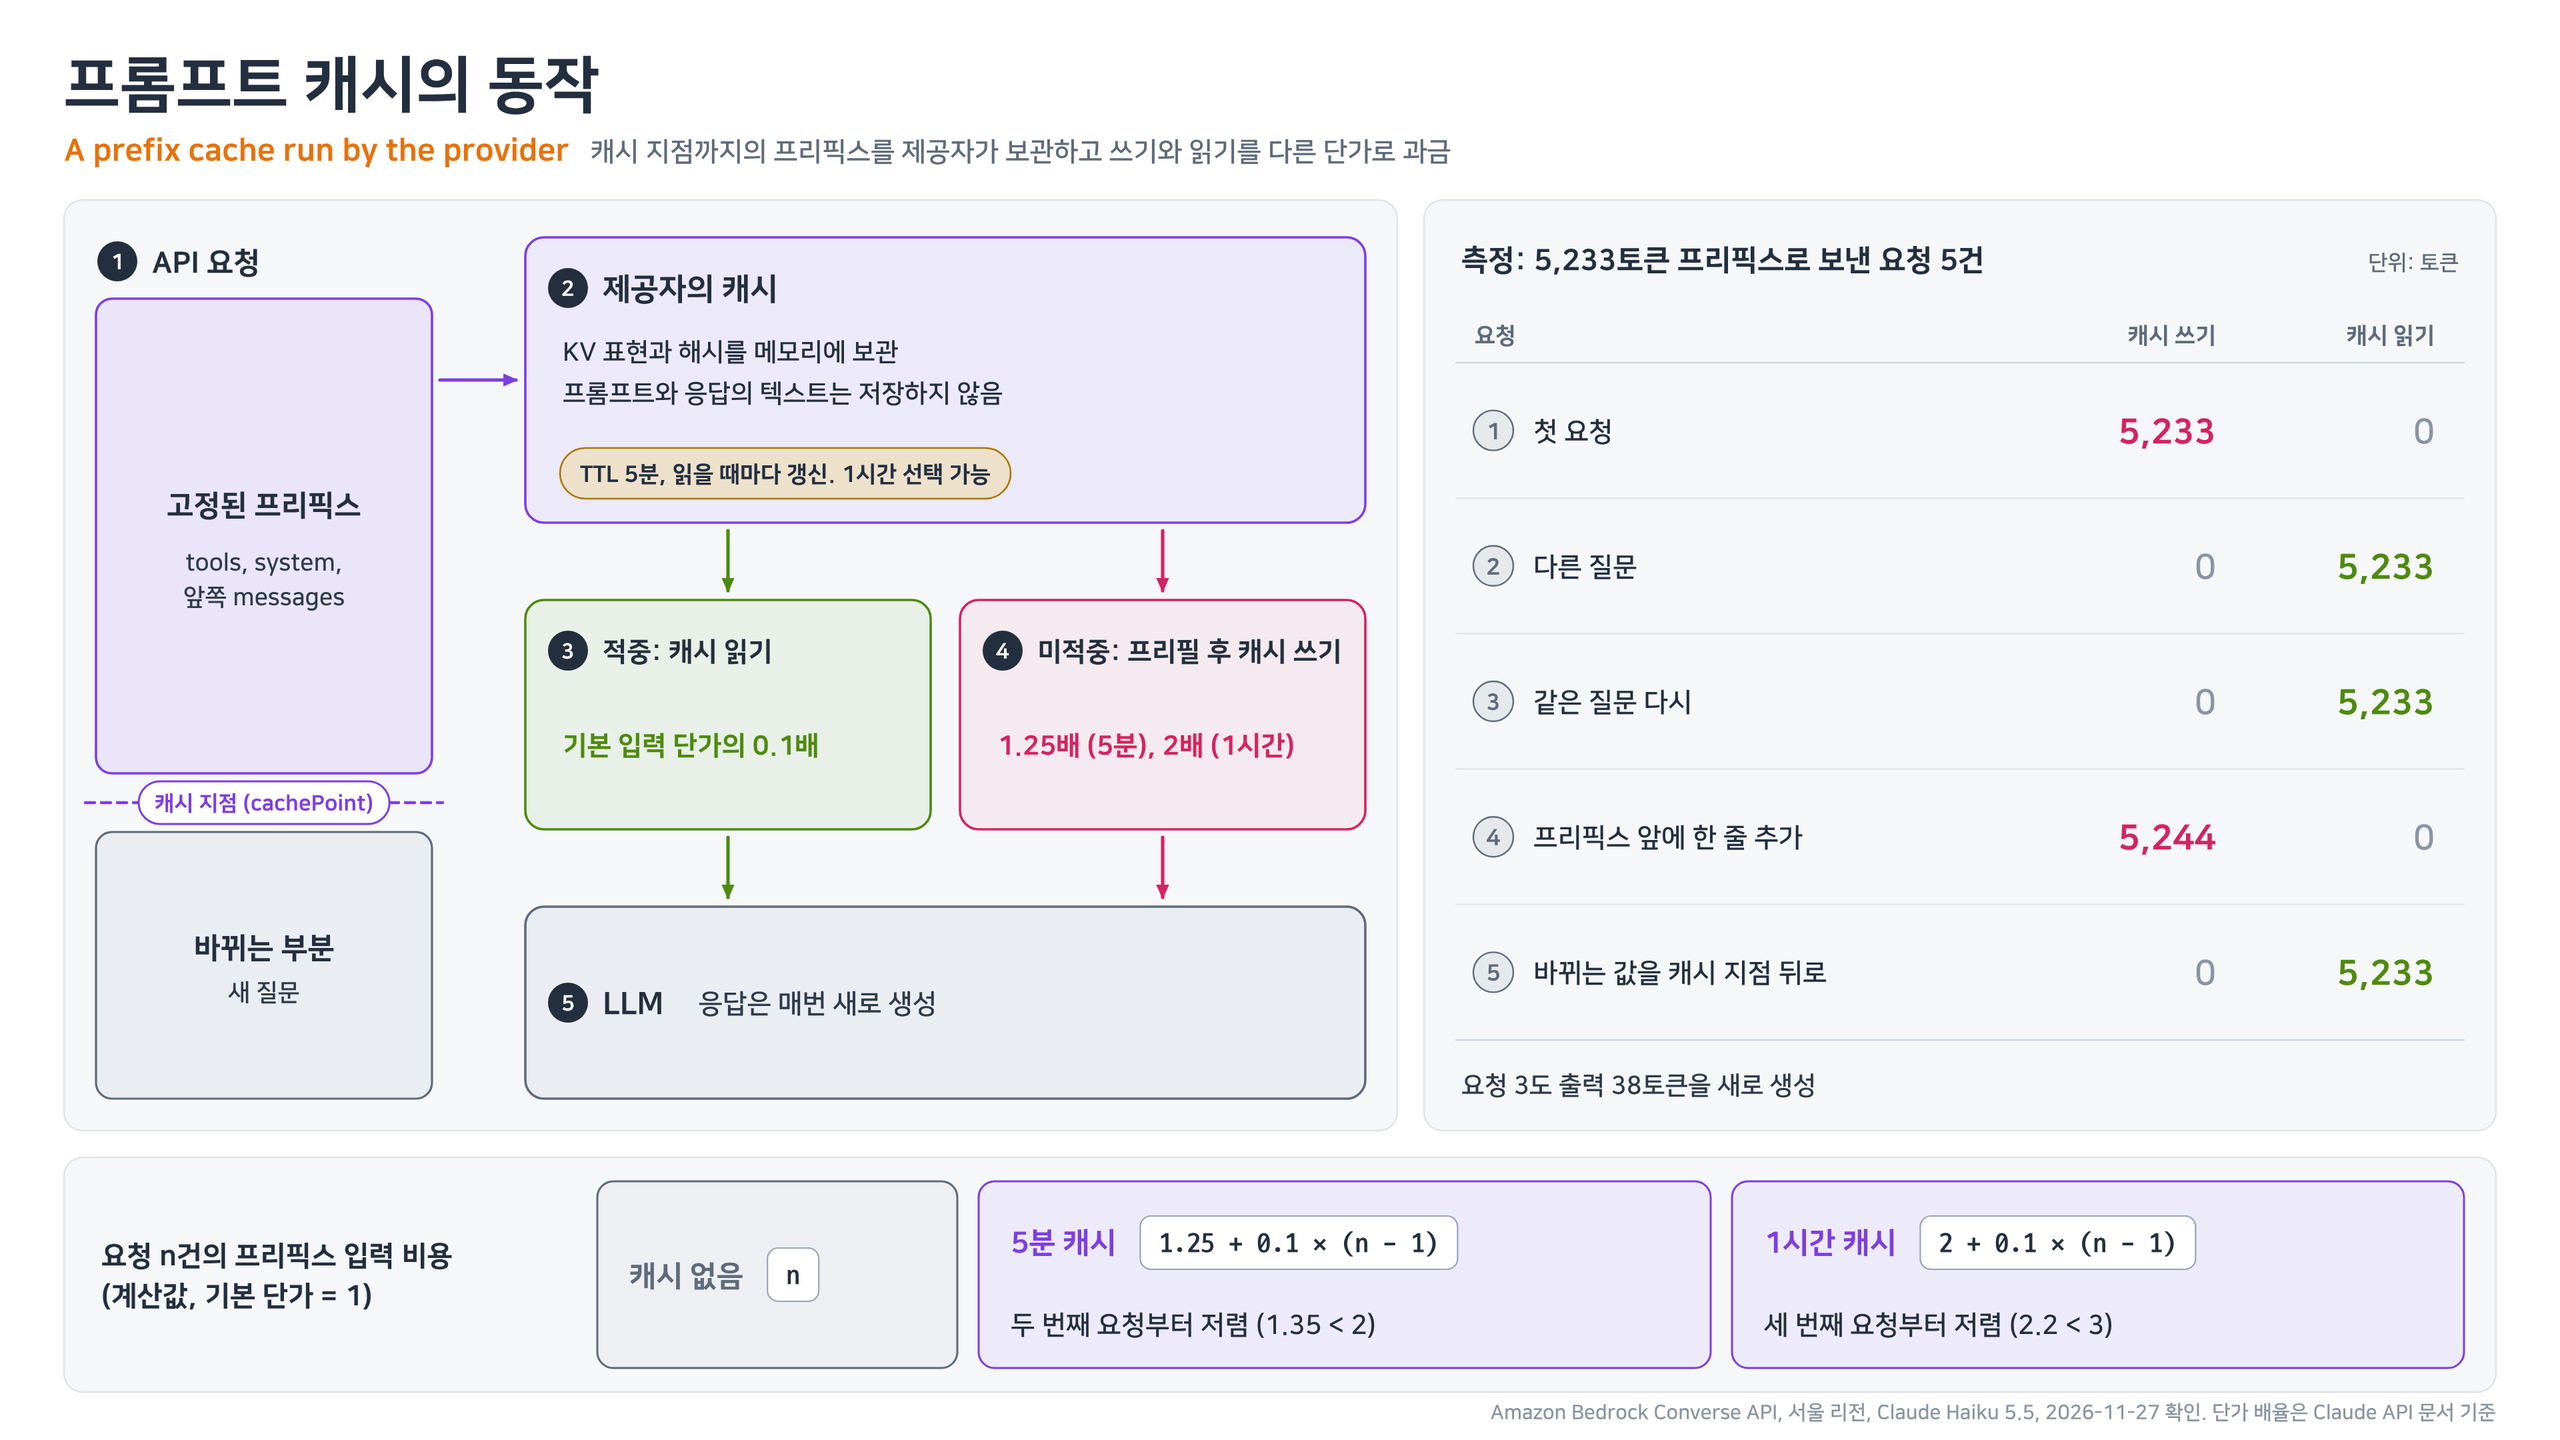 프롬프트 캐시의 동작
A prefix cache run by the provider 캐시 지점까지의 프리픽스를 제공자가 보관하고 쓰기와 읽기를 다른 단가로 과금
1 API 요청
고정된 프리픽스
tools, system,
앞쪽 messages
캐시 지점 (cachePoint)
바뀌는 부분
새 질문
2 제공자의 캐시
KV 표현과 해시를 메모리에 보관
프롬프트와 응답의 텍스트는 저장하지 않음
TTL 5분, 읽을 때마다 갱신. 1시간 선택 가능
3 적중: 캐시 읽기
기본 입력 단가의 0.1배
4 미적중: 프리필 후 캐시 쓰기
1.25배 (5분), 2배 (1시간)
5 LLM 응답은 매번 새로 생성
측정: 5,233토큰 프리픽스로 보낸 요청 5건 단위: 토큰
요청 캐시 쓰기 캐시 읽기
1 첫 요청 5,233 0
2 다른 질문 0 5,233
3 같은 질문 다시 0 5,233
4 프리픽스 앞에 한 줄 추가 5,244 0
5 바뀌는 값을 캐시 지점 뒤로 0 5,233
요청 3도 출력 38토큰을 새로 생성
요청 n건의 프리픽스 입력 비용
(계산값, 기본 단가 = 1)
캐시 없음 n
5분 캐시 1.25 + 0.1 × (n − 1)
두 번째 요청부터 저렴 (1.35 < 2)
1시간 캐시 2 + 0.1 × (n − 1)
세 번째 요청부터 저렴 (2.2 < 3)
Amazon Bedrock Converse API, 서울 리전, Claude Haiku 5.5, 2026-11-27 확인. 단가 배율은 Claude API 문서 기준